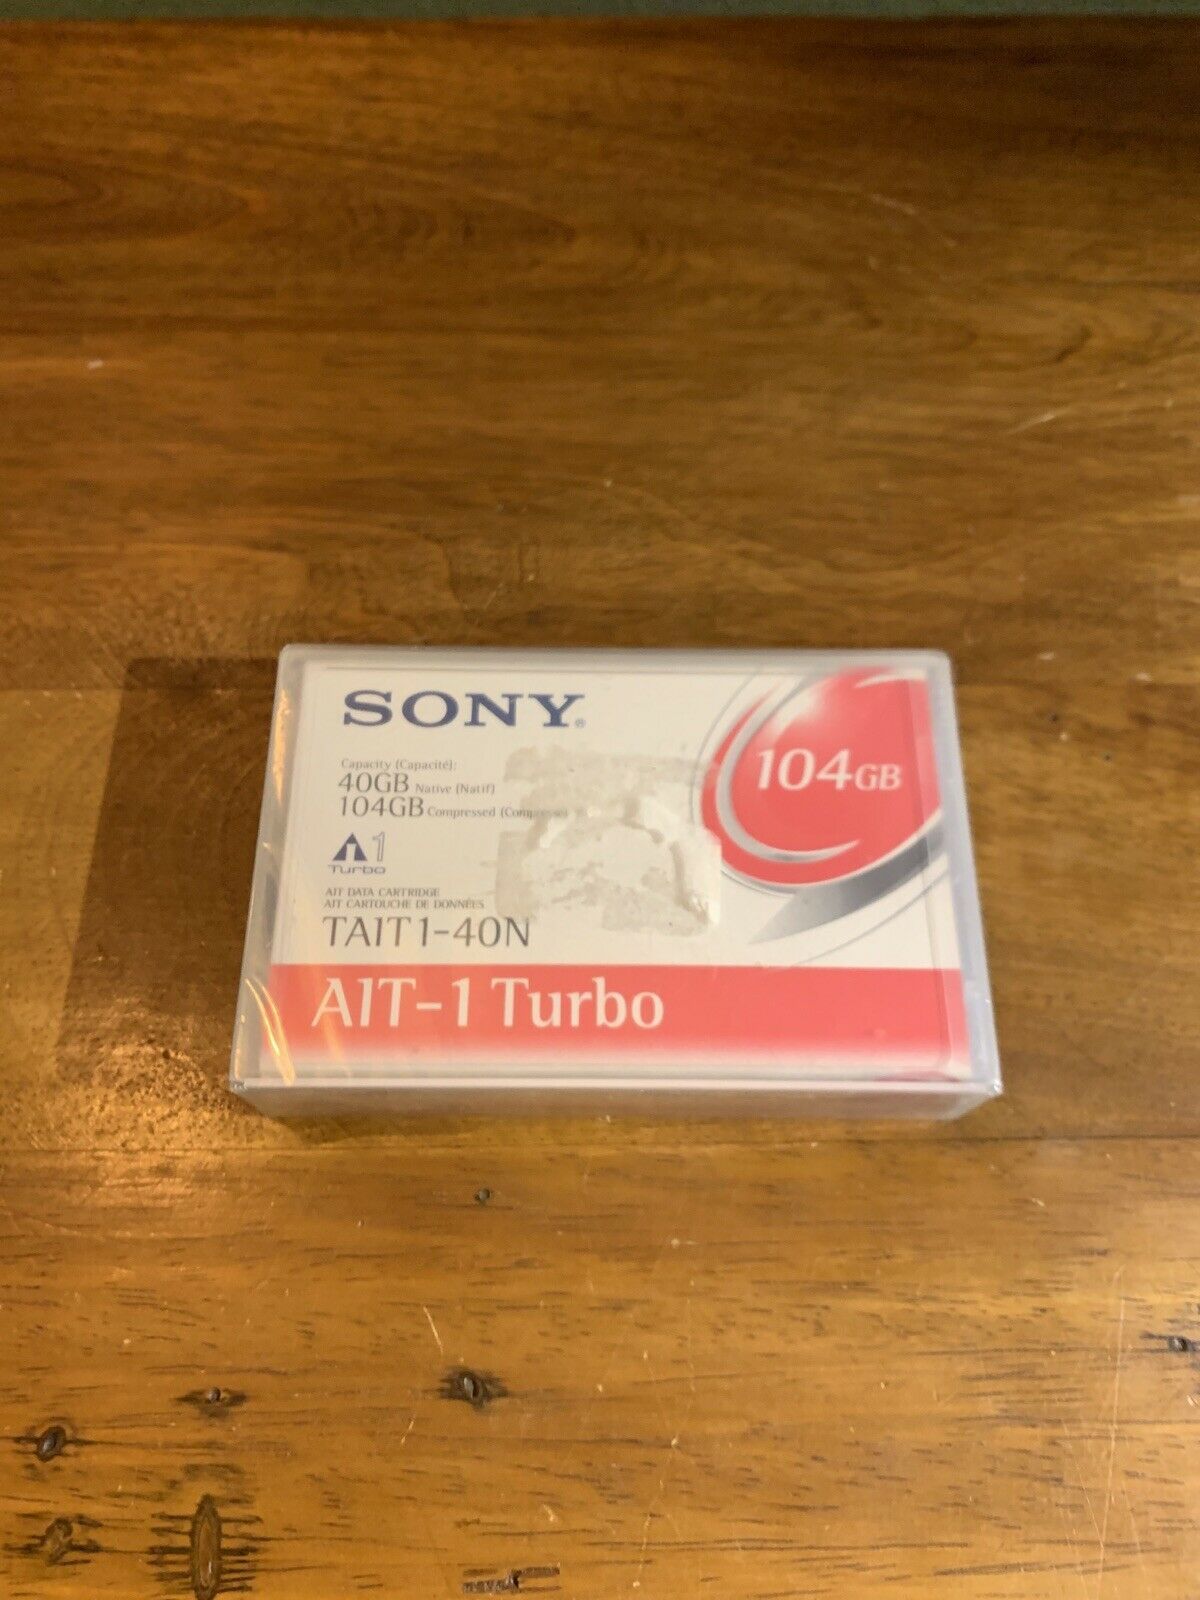 SONY®
Capacity (Capacité):
40GB Native (Natif)
104GB Compressed
104GB
1
Turbo
AIT DATA CARTRIDGE
AIT CARTOUCHE DE DONNÉES
TAIT1-40N
AIT-1 Turbo